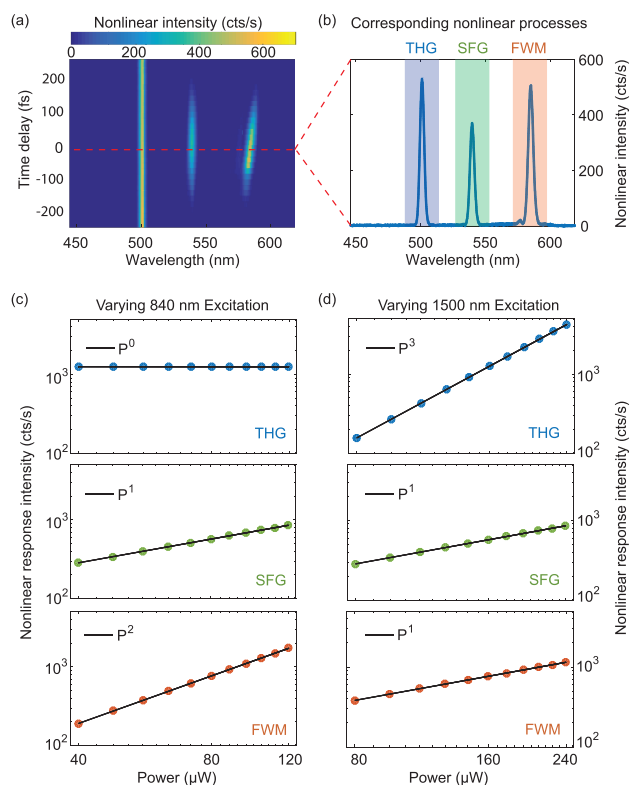 (a)
Nonlinear intensity (cts/s)
0 200 400 600
Time delay (fs)
200
100
0
-100
-200
450 500 550 600
Wavelength (nm)
(b)
Corresponding nonlinear processes
THG SFG FWM
600
400
200
0
Nonlinear intensity (cts/s)
450 500 550 600
Wavelength (nm)
(c)
Varying 840 nm Excitation
Nonlinear response intensity (cts/s)
P⁰
10³
10²
THG
P¹
10³
10²
SFG
P²
10³
10²
FWM
40 80 120
Power (µW)
(d)
Varying 1500 nm Excitation
P³
10³
10²
THG
P¹
10³
10²
SFG
P¹
10³
10²
FWM
80 160 240
Power (µW)
Nonlinear response intensity (cts/s)